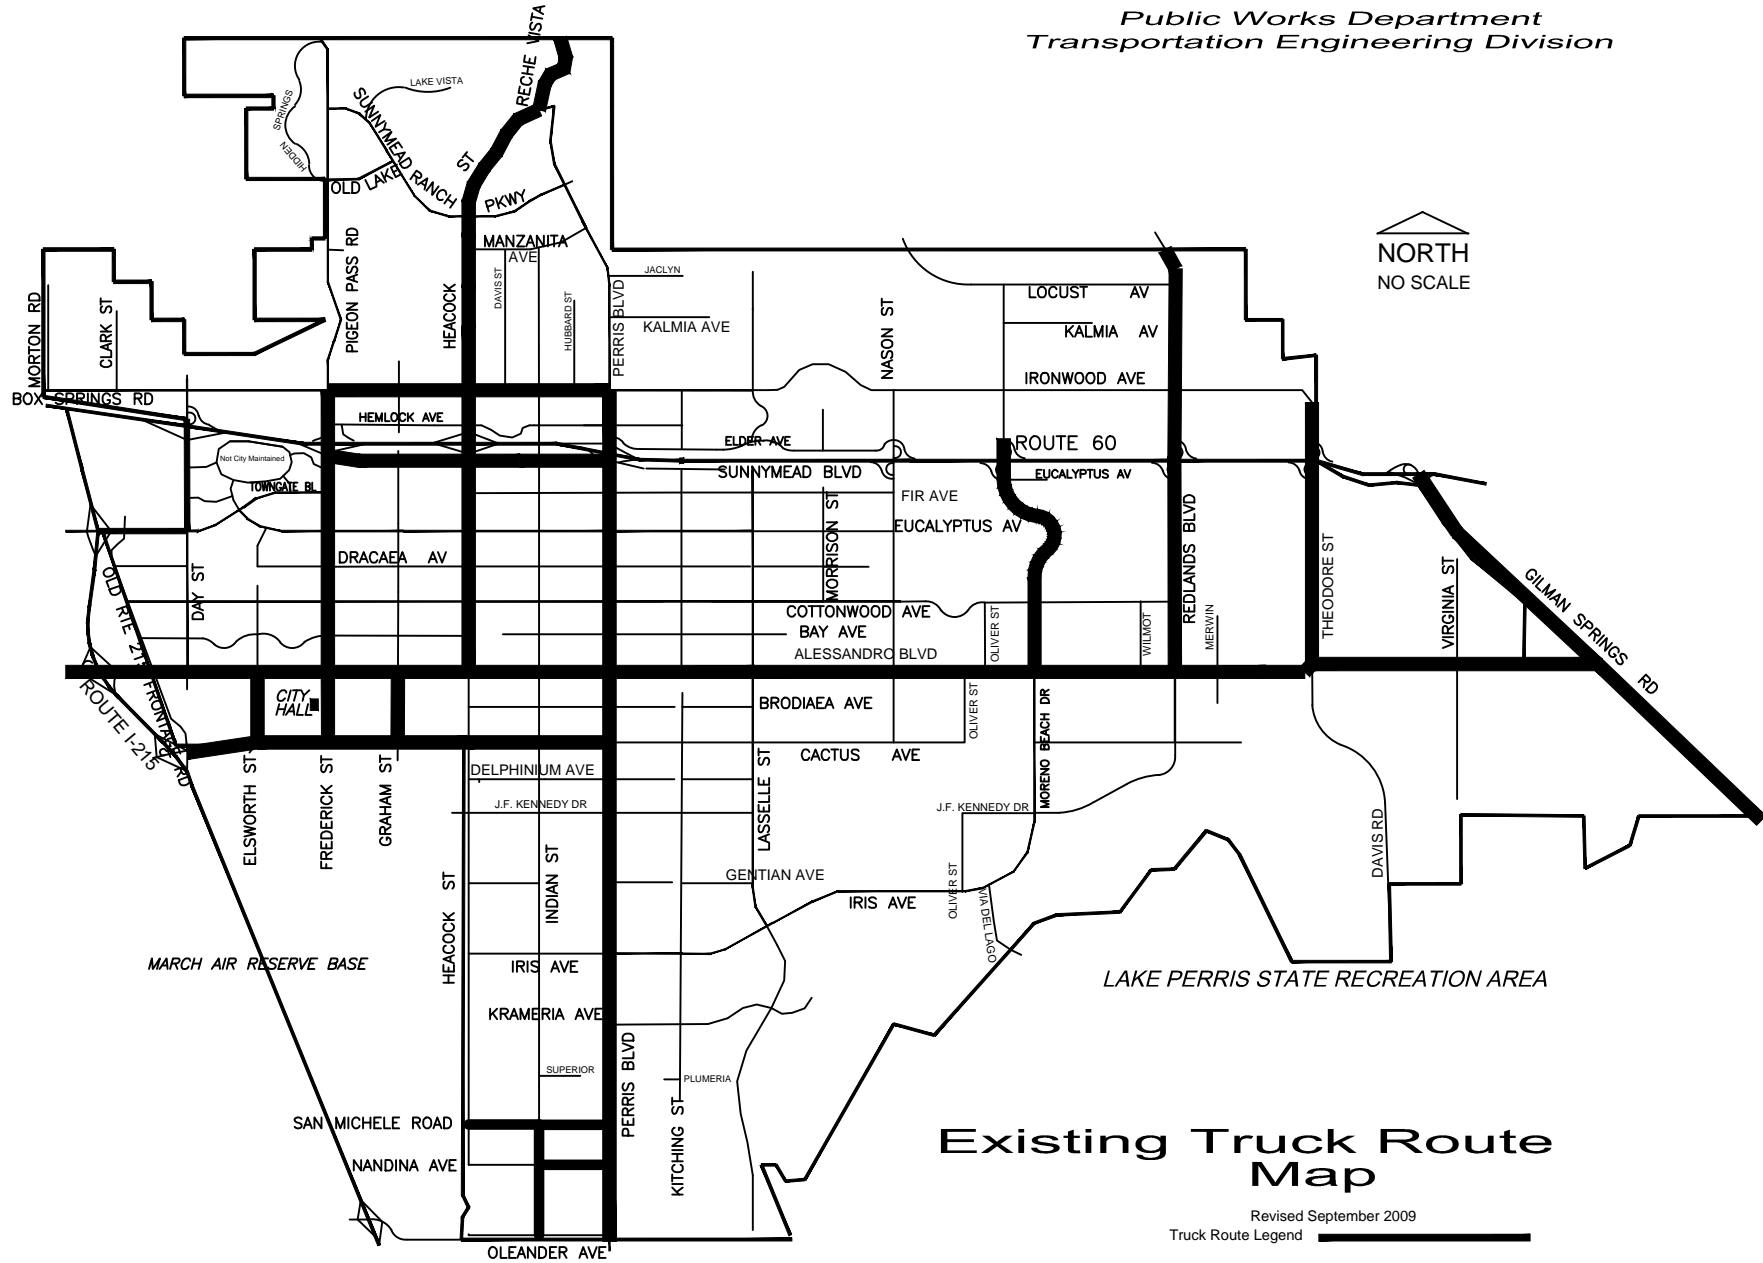 Public Works Department
Transportation Engineering Division
RECHE VISTA
LAKE VISTA
SPRINGS
HIDDEN
SUNNYMEAD RANCH
PKWY
ST
OLD LAKE
NORTH
NO SCALE
MANZANITA
AVE
PIGEON PASS RD
HEACOCK
DAVIS ST
HUBBARD ST
JACLYN
PERRIS BLVD
KALMIA AVE
NASON ST
LOCUST AV
KALMIA AV
IRONWOOD AVE
MORTON RD
CLARK ST
BOX SPRINGS RD
HEMLOCK AVE
ELDER AVE
ROUTE 60
Not City Maintained
SUNNYMEAD BLVD
EUCALYPTUS AV
TOWNGATE BL
FIR AVE
EUCALYPTUS AV
MORRISON ST
REDLANDS BLVD
DRACAEA AV
THEODORE ST
VIRGINIA ST
GILMAN SPRINGS RD
DAY ST
OLD RTE 215 FRONTAGE RD
COTTONWOOD AVE
BAY AVE
OLIVER ST
WILMOT
MERWIN
ALESSANDRO BLVD
ROUTE I-215
CITY
HALL
BRODIAEA AVE
OLIVER ST
MORENO BEACH DR
CACTUS AVE
ELSWORTH ST
FREDERICK ST
GRAHAM ST
DELPHINIUM AVE
LASSELLE ST
J.F. KENNEDY DR
J.F. KENNEDY DR
DAVIS RD
HEACOCK ST
INDIAN ST
GENTIAN AVE
OLIVER ST
VIA DEL LAGO
IRIS AVE
MARCH AIR RESERVE BASE
IRIS AVE
LAKE PERRIS STATE RECREATION AREA
KRAMERIA AVE
PERRIS BLVD
SUPERIOR
PLUMERIA
KITCHING ST
SAN MICHELE ROAD
NANDINA AVE
OLEANDER AVE
Existing Truck Route
Map
Revised September 2009
Truck Route Legend